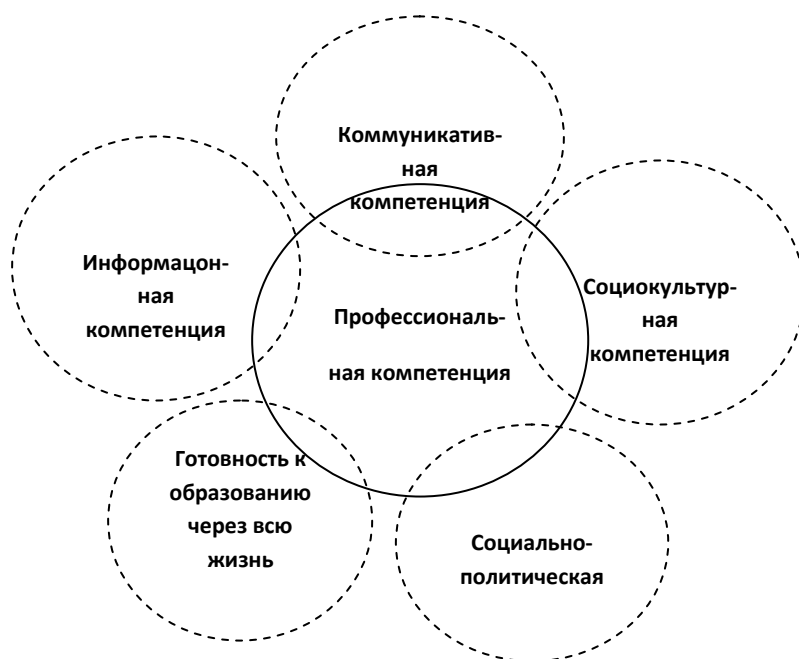 Коммуникатив-
ная
компетенция
Информацон-
ная
компетенция
Социокультур-
ная
компетенция
Профессиональ-
ная компетенция
Готовность к
образованию
через всю
жизнь
Социально-
политическая